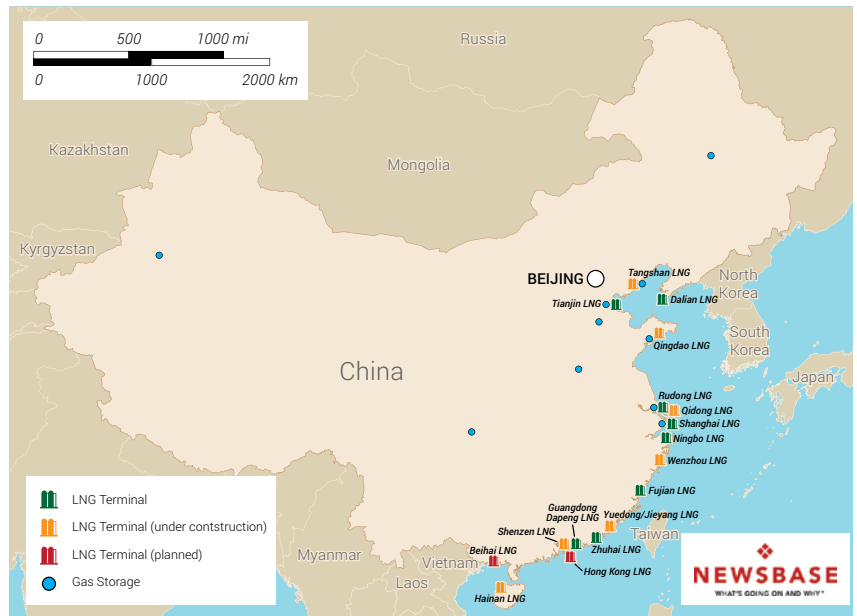 0 500 1000 mi
0 1000 2000 km
Russia
Kazakhstan
Mongolia
Kyrgyzstan
BEIJING
Tangshan LNG
North
Korea
Tianjin LNG
Dalian LNG
South
Korea
Qingdao LNG
China
Japan
Rudong LNG
Qidong LNG
Shanghai LNG
Ningbo LNG
Wenzhou LNG
Fujian LNG
Guangdong
Dapeng LNG
Yuedong/Jieyang LNG
Shenzen LNG
Taiwan
Zhuhai LNG
Beihai LNG
Hong Kong LNG
Myanmar
Vietnam
Laos
Hainan LNG
LNG Terminal
LNG Terminal (under contstruction)
LNG Terminal (planned)
Gas Storage
NEWSBASE
WHAT'S GOING ON AND WHY"